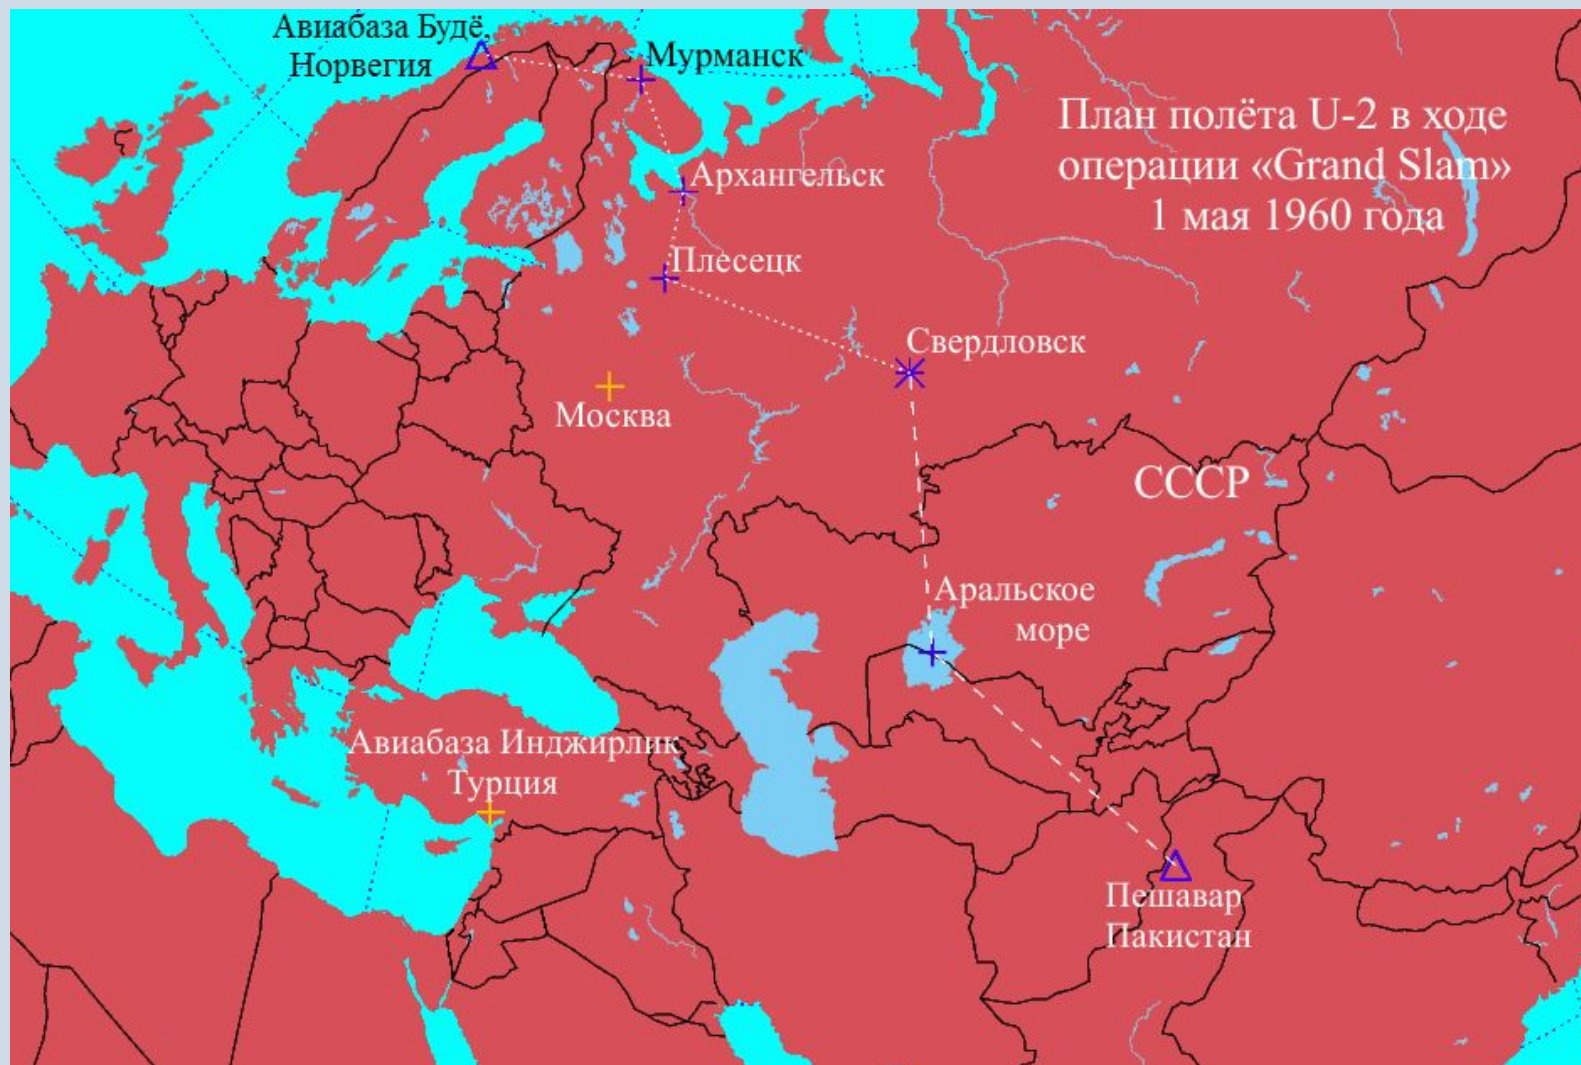 Авиабаза Будё,
Норвегия
Мурманск
План полёта U-2 в ходе
операции «Grand Slam»
1 мая 1960 года
Архангельск
Плесецк
Свердловск
Москва
СССР
Аральское
море
Авиабаза Инджирлик
Турция
Пешавар
Пакистан